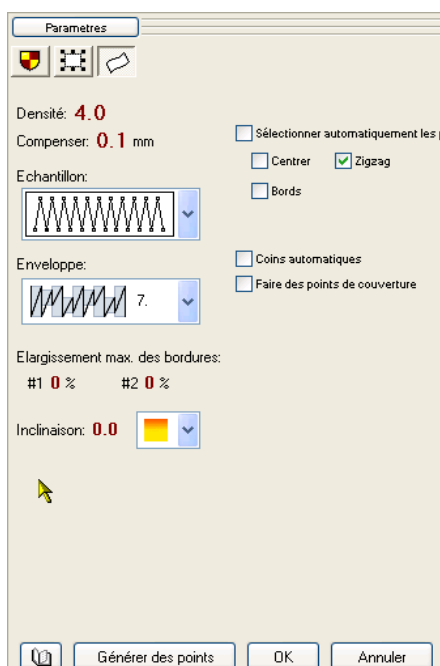 Parametres
Densité: 4.0
Compenser: 0.1 mm
Sélectionner automatiquement les
Centrer Zigzag
Echantillon:
Bords
Enveloppe:
Coins automatiques
7.
Faire des points de couverture
Elargissement max. des bordures:
#1 0 % #2 0 %
Inclinaison: 0.0
Générer des points OK Annuler